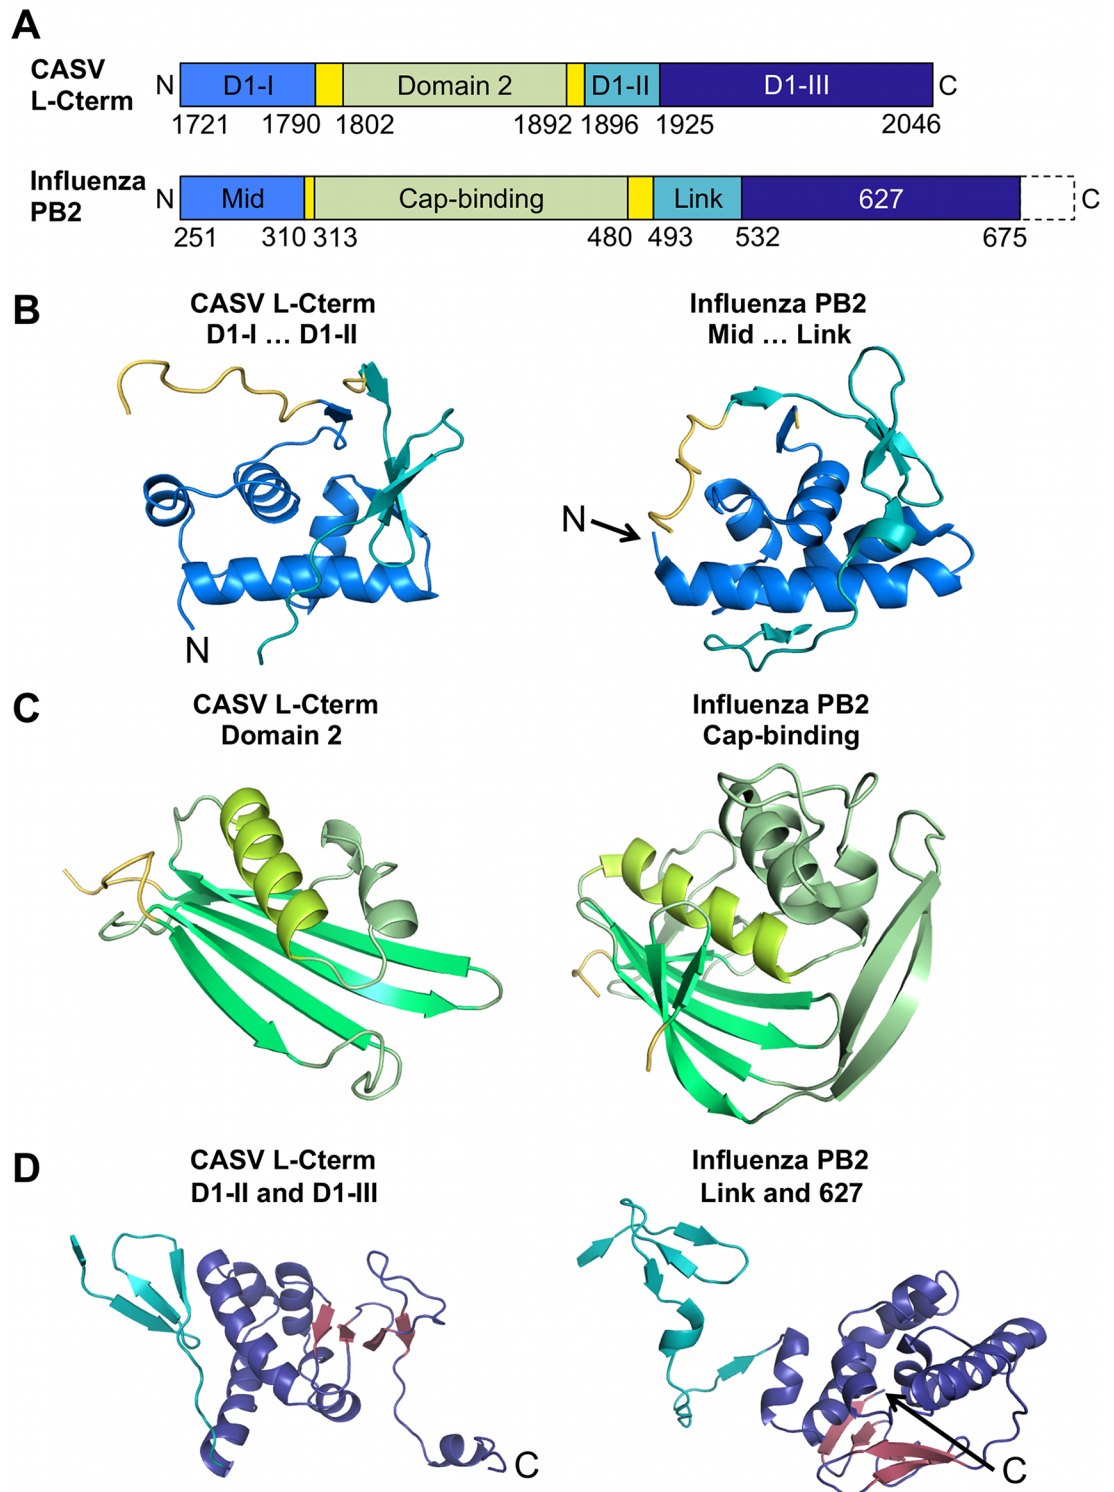 A
CASV
L-Cterm
N D1-I Domain 2 D1-II D1-III C
1721 1790 1802 1892 1896 1925 2046
Influenza
PB2
N Mid Cap-binding Link 627 C
251 310 313 480 493 532 675
B
CASV L-Cterm
D1-I ... D1-II
Influenza PB2
Mid ... Link
N
N
C
CASV L-Cterm
Domain 2
Influenza PB2
Cap-binding
D
CASV L-Cterm
D1-II and D1-III
Influenza PB2
Link and 627
C
C